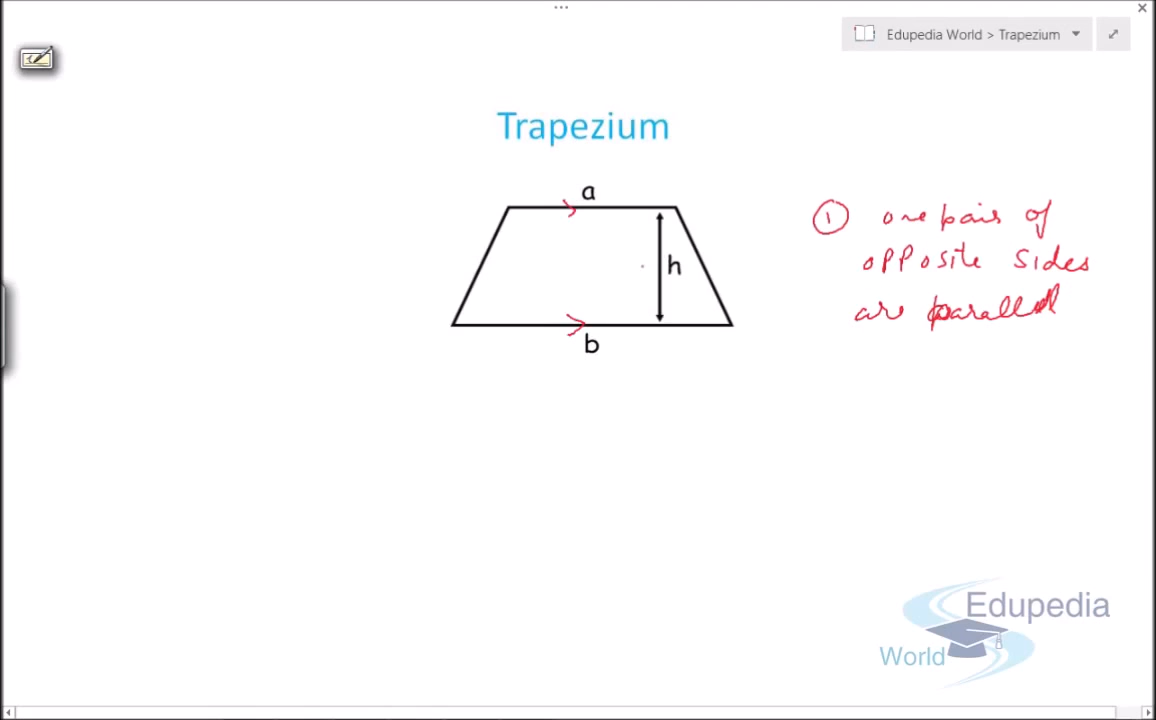 Edupedia World > Trapezium
Trapezium
a
h
b
① one pair of
opposite sides
are parallel
Edupedia
World